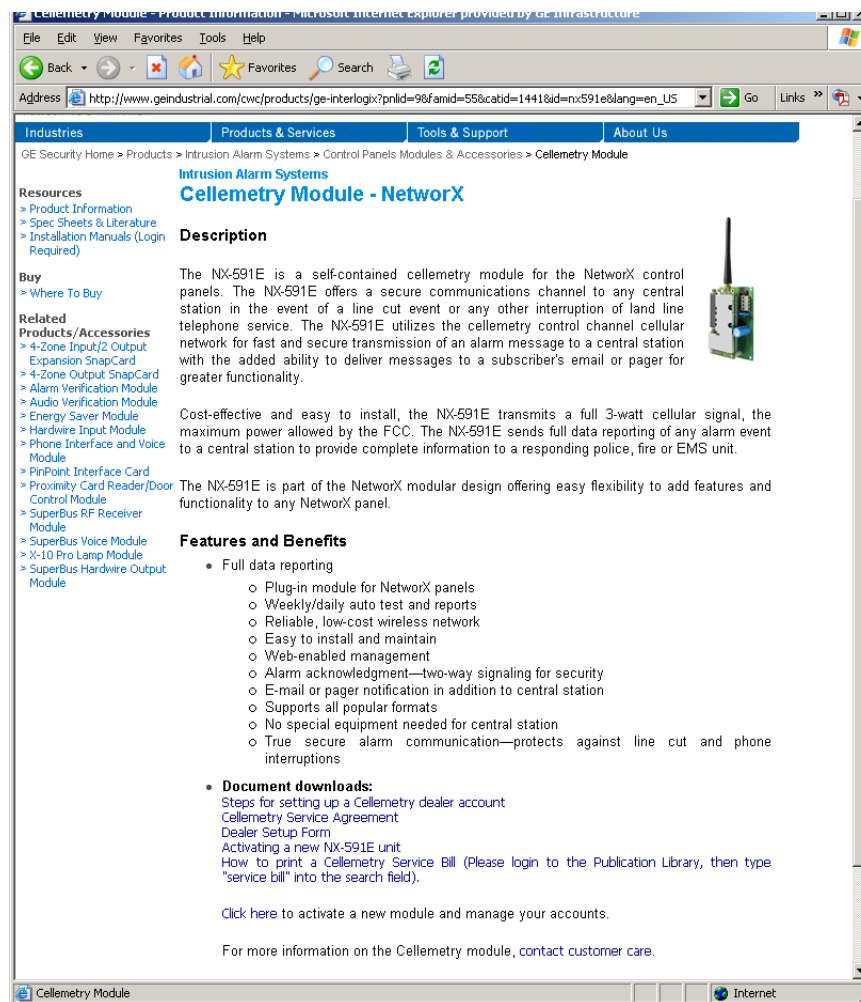 Cellemetry Module - Product Information - Microsoft Internet Explorer provided by GE Infrastructure
File Edit View Favorites Tools Help
Back Favorites Search
Address http://www.geindustrial.com/cwc/products/ge-interlogix?pnlid=9&famid=55&catid=1441&id=nx591e&lang=en_US Go Links »
Industries Products & Services Tools & Support About Us
GE Security Home > Products > Intrusion Alarm Systems > Control Panels Modules & Accessories > Cellemetry Module
Resources
> Product Information
> Spec Sheets & Literature
> Installation Manuals (Login
Required)
Buy
> Where To Buy
Related
Products/Accessories
> 4-Zone Input/2 Output
Expansion SnapCard
> 4-Zone Output SnapCard
> Alarm Verification Module
> Audio Verification Module
> Energy Saver Module
> Hardwire Input Module
> Phone Interface and Voice
Module
> PinPoint Interface Card
> Proximity Card Reader/Door
Control Module
> SuperBus RF Receiver
Module
> SuperBus Voice Module
> X-10 Pro Lamp Module
> SuperBus Hardwire Output
Module
Intrusion Alarm Systems
Cellemetry Module - NetworX
Description
The NX-591E is a self-contained cellemetry module for the NetworX control
panels. The NX-591E offers a secure communications channel to any central
station in the event of a line cut event or any other interruption of land line
telephone service. The NX-591E utilizes the cellemetry control channel cellular
network for fast and secure transmission of an alarm message to a central station
with the added ability to deliver messages to a subscriber's email or pager for
greater functionality.
Cost-effective and easy to install, the NX-591E transmits a full 3-watt cellular signal, the
maximum power allowed by the FCC. The NX-591E sends full data reporting of any alarm event
to a central station to provide complete information to a responding police, fire or EMS unit.
The NX-591E is part of the NetworX modular design offering easy flexibility to add features and
functionality to any NetworX panel.
Features and Benefits
• Full data reporting
o Plug-in module for NetworX panels
o Weekly/daily auto test and reports
o Reliable, low-cost wireless network
o Easy to install and maintain
o Web-enabled management
o Alarm acknowledgment—two-way signaling for security
o E-mail or pager notification in addition to central station
o Supports all popular formats
o No special equipment needed for central station
o True secure alarm communication—protects against line cut and phone
interruptions
• Document downloads:
Steps for setting up a Cellemetry dealer account
Cellemetry Service Agreement
Dealer Setup Form
Activating a new NX-591E unit
How to print a Cellemetry Service Bill (Please login to the Publication Library, then type
"service bill" into the search field).
Click here to activate a new module and manage your accounts.
For more information on the Cellemetry module, contact customer care.
Cellemetry Module Internet